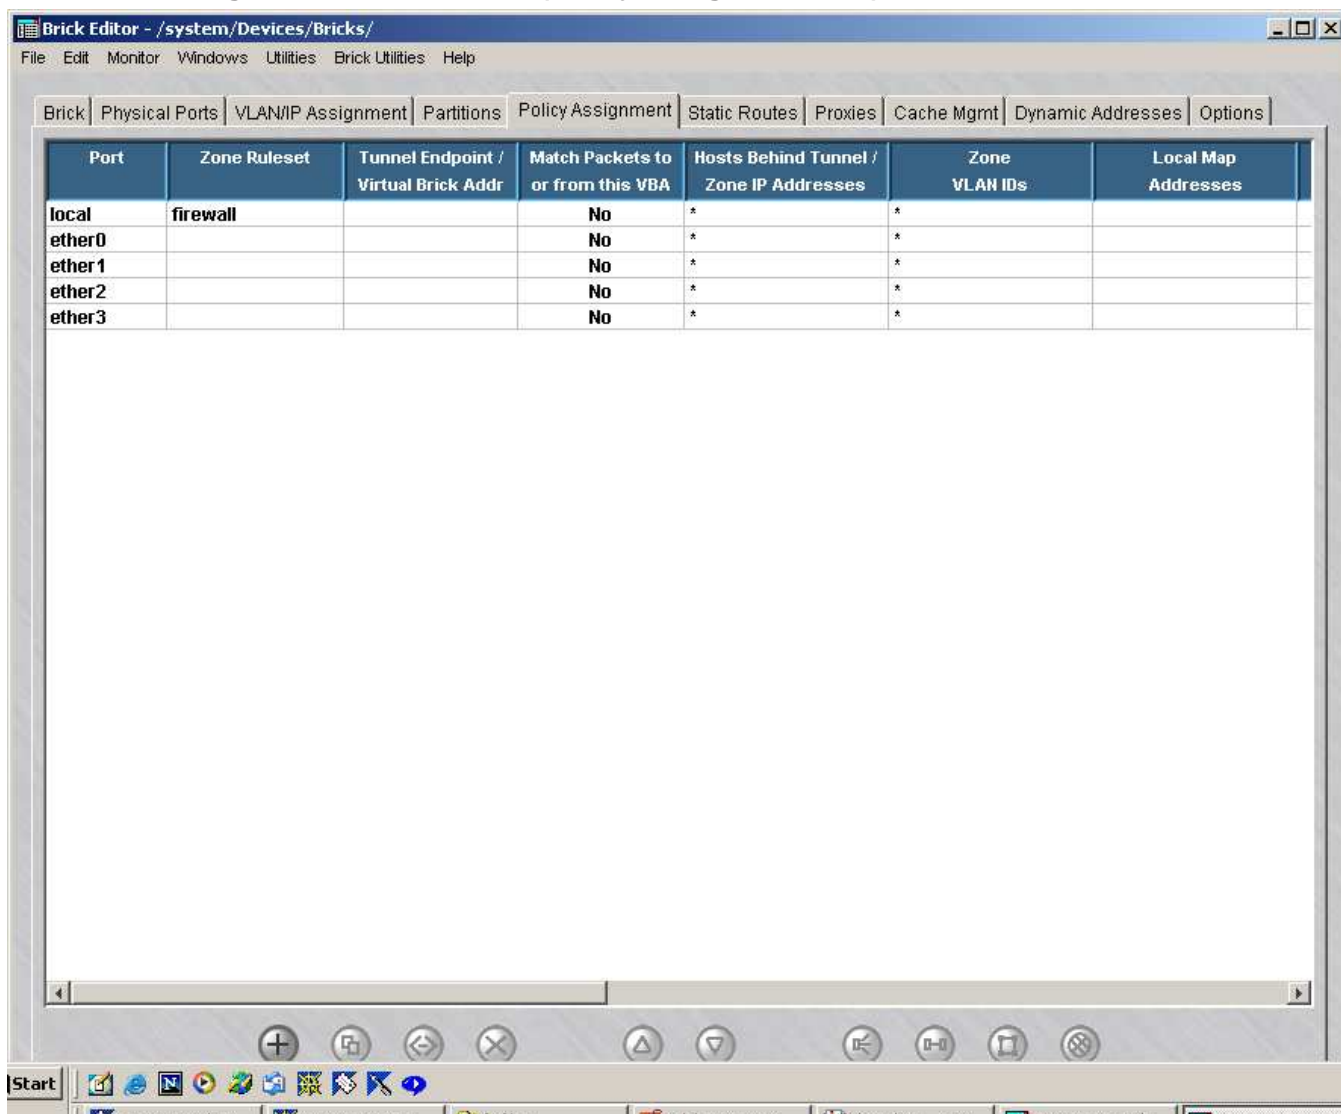 Brick Editor - /system/Devices/Bricks/
File Edit Monitor Windows Utilities Brick Utilities Help
Brick Physical Ports VLAN/IP Assignment Partitions Policy Assignment Static Routes Proxies Cache Mgmt Dynamic Addresses Options
Port Zone Ruleset Tunnel Endpoint / Match Packets to Hosts Behind Tunnel / Zone Local Map
Virtual Brick Addr or from this VBA Zone IP Addresses VLAN IDs Addresses
local firewall No * *
ether0 No * *
ether1 No * *
ether2 No * *
ether3 No * *
Start